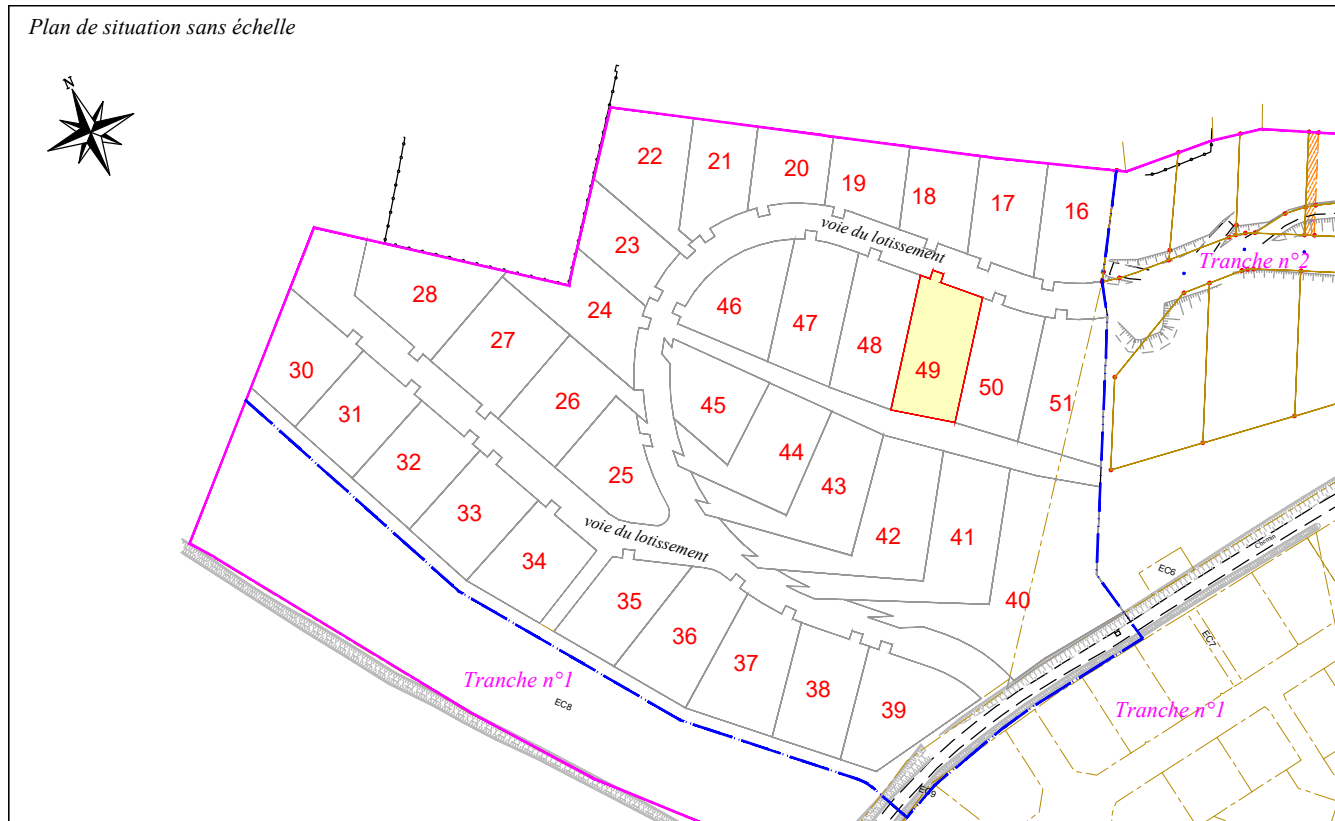 Plan de situation sans échelle
N
22
21
20
19
18
17
16
23
voie du lotissement
Tranche n°2
28
24
46
47
48
49
50
51
27
30
31
26
45
44
43
32
25
33
42
41
34
voie du lotissement
Chemin
EC6
EC7
35
36
37
38
39
40
Tranche n°1
EC8
Tranche n°1
EC9